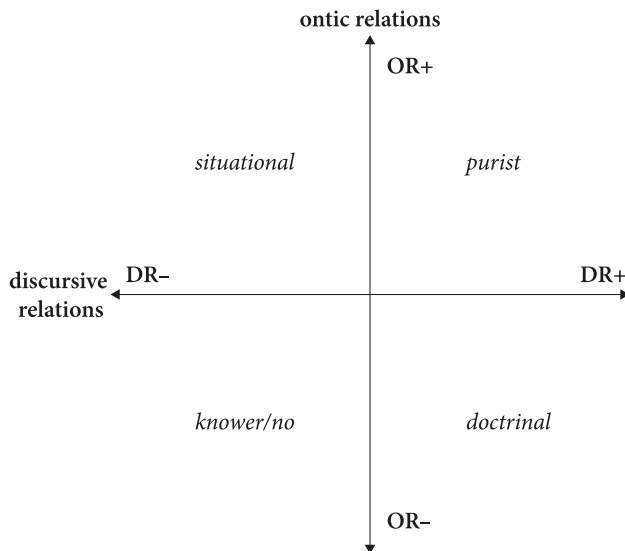 ontic relations
OR+
situational
purist
discursive
relations
DR–
DR+
knower/no
doctrinal
OR–